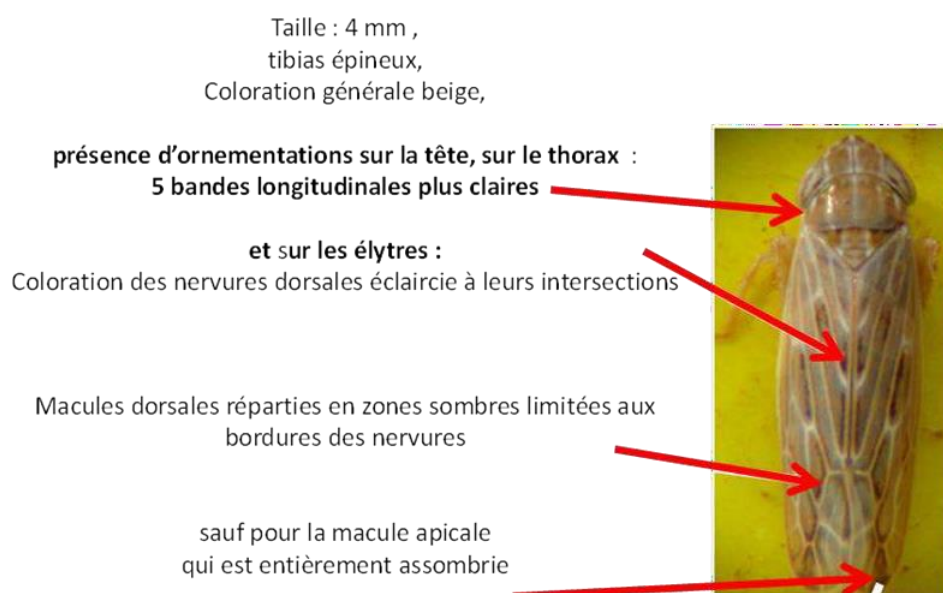 Taille : 4 mm ,
tibias épineux,
Coloration générale beige,
présence d'ornementations sur la tête, sur le thorax :
5 bandes longitudinales plus claires
et sur les élytres :
Coloration des nervures dorsales éclaircie à leurs intersections
Macules dorsales réparties en zones sombres limitées aux
bordures des nervures
sauf pour la macule apicale
qui est entièrement assombrie